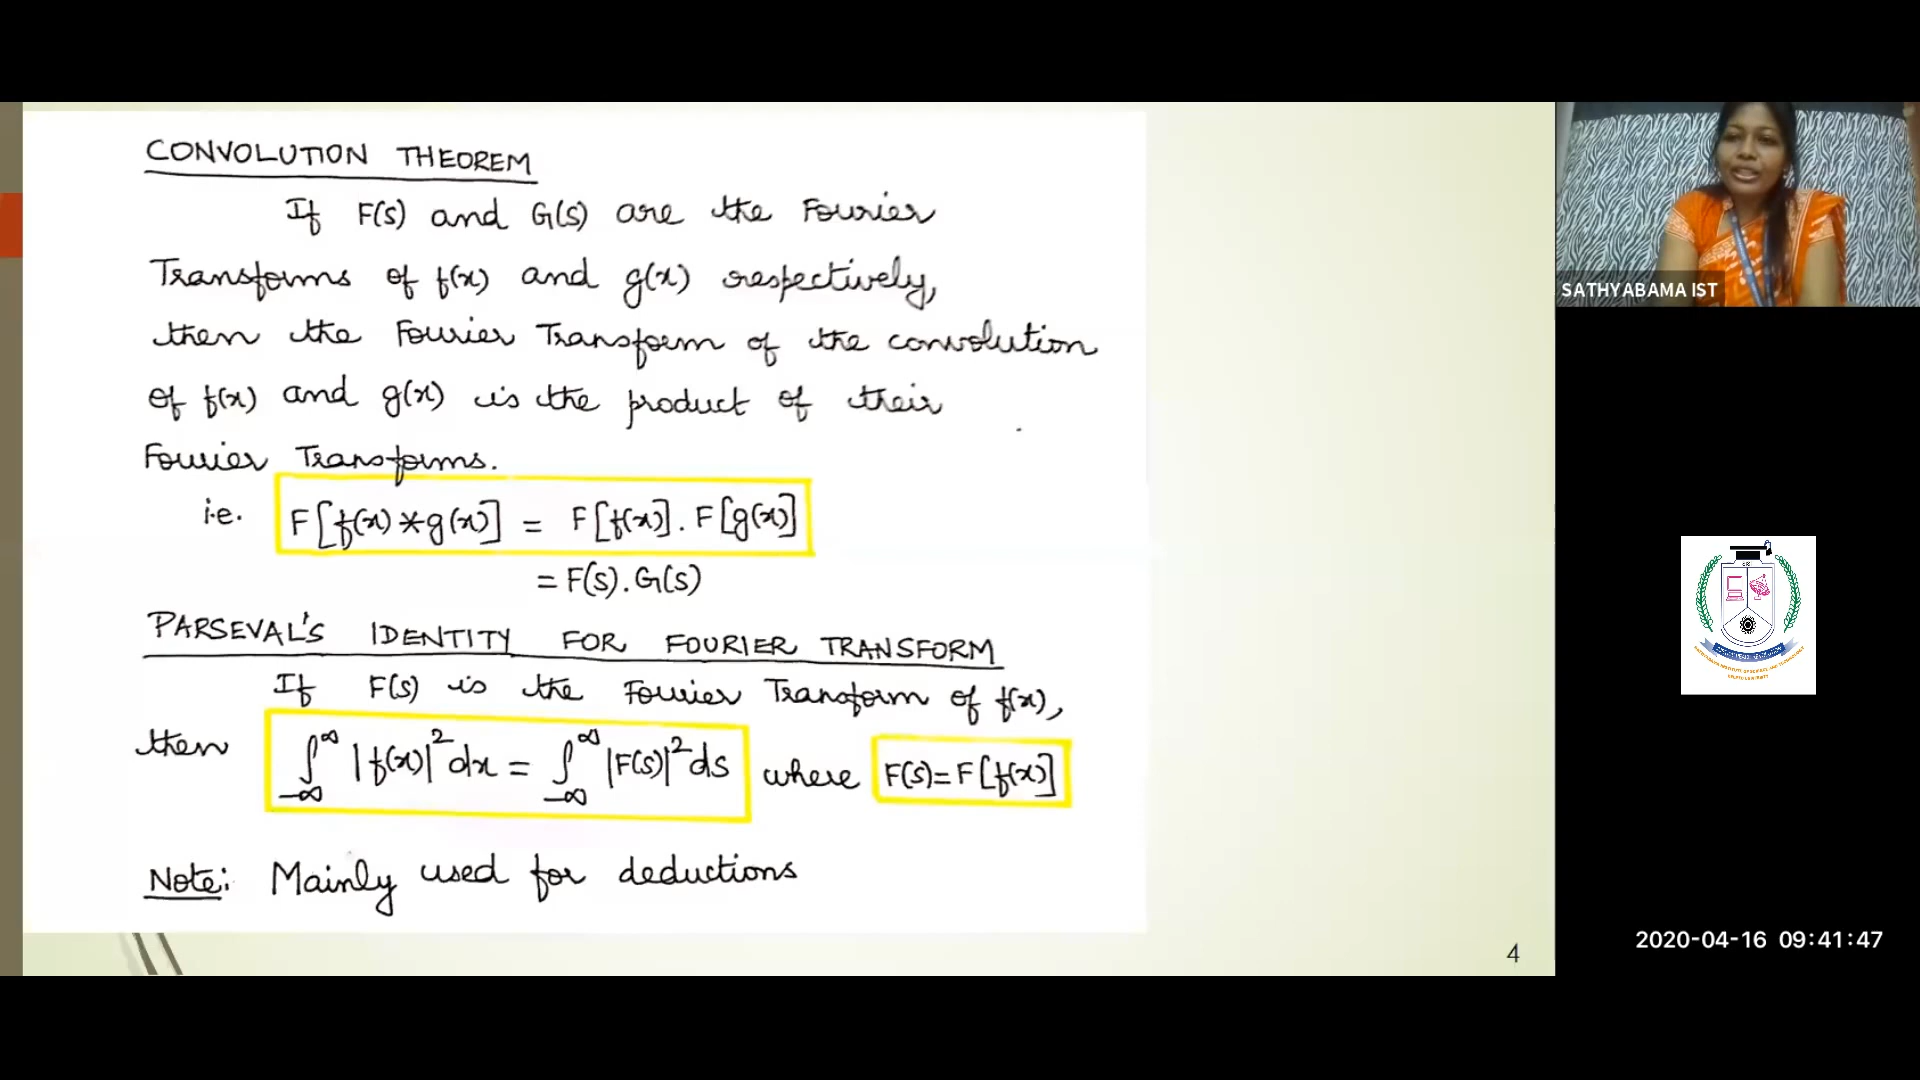 CONVOLUTION THEOREM
If F(s) and G(s) are the Fourier
Transforms of f(x) and g(x) respectively,
then the Fourier Transform of the convolution
of f(x) and g(x) is the product of their
Fourier Transforms.
i.e. F[f(x)*g(x)] = F[f(x)].F[g(x)]
= F(s).G(s)
PARSEVAL'S IDENTITY FOR FOURIER TRANSFORM
If F(s) is the Fourier Transform of f(x),
then ∫_{-∞}^{∞} |f(x)|² dx = ∫_{-∞}^{∞} |F(s)|² ds where F(s)=F[f(x)]
Note: Mainly used for deductions
4
SATHYABAMA IST
2020-04-16 09:41:47